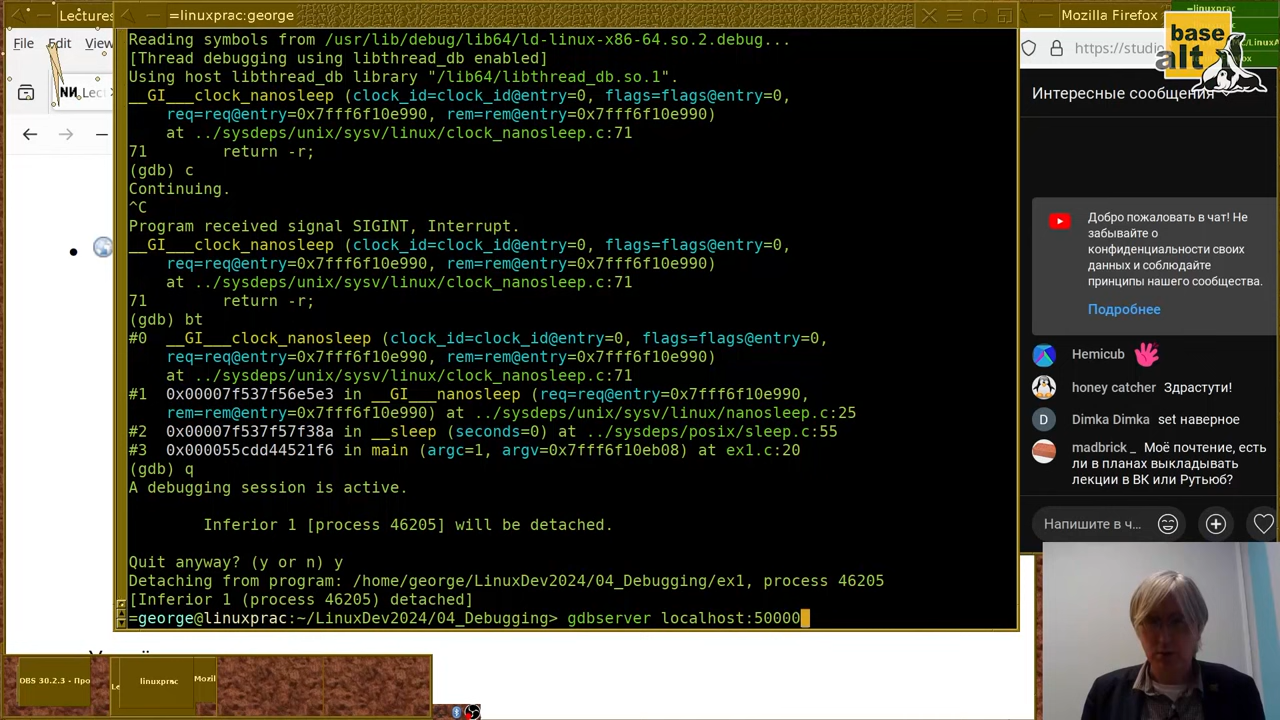 Lectures
=linuxprac:george
Mozilla Firefox
File Edit View
https://studio
base
alt
Lect
Reading symbols from /usr/lib/debug/lib64/ld-linux-x86-64.so.2.debug...
[Thread debugging using libthread_db enabled]
Using host libthread_db library "/lib64/libthread_db.so.1".
__GI___clock_nanosleep (clock_id=clock_id@entry=0, flags=flags@entry=0,
req=req@entry=0x7fff6f10e990, rem=rem@entry=0x7fff6f10e990)
at ../sysdeps/unix/sysv/linux/clock_nanosleep.c:71
71 return -r;
(gdb) c
Continuing.
^C
Program received signal SIGINT, Interrupt.
__GI___clock_nanosleep (clock_id=clock_id@entry=0, flags=flags@entry=0,
req=req@entry=0x7fff6f10e990, rem=rem@entry=0x7fff6f10e990)
at ../sysdeps/unix/sysv/linux/clock_nanosleep.c:71
71 return -r;
(gdb) bt
#0 __GI___clock_nanosleep (clock_id=clock_id@entry=0, flags=flags@entry=0,
req=req@entry=0x7fff6f10e990, rem=rem@entry=0x7fff6f10e990)
at ../sysdeps/unix/sysv/linux/clock_nanosleep.c:71
#1 0x00007f537f56e5e3 in __GI___nanosleep (req=req@entry=0x7fff6f10e990,
rem=rem@entry=0x7fff6f10e990) at ../sysdeps/unix/sysv/linux/nanosleep.c:25
#2 0x00007f537f57f38a in __sleep (seconds=0) at ../sysdeps/posix/sleep.c:55
#3 0x000055cdd44521f6 in main (argc=1, argv=0x7fff6f10eb08) at ex1.c:20
(gdb) q
A debugging session is active.
Inferior 1 [process 46205] will be detached.
Quit anyway? (y or n) y
Detaching from program: /home/george/LinuxDev2024/04_Debugging/ex1, process 46205
[Inferior 1 (process 46205) detached]
=george@linuxprac:~/LinuxDev2024/04_Debugging> gdbserver localhost:50000
Интересные сообщения
Добро пожаловать в чат! Не
забывайте о
конфиденциальности своих
данных и соблюдайте
принципы нашего сообщества.
Подробнее
Hemicub
honey catcher Здрастути!
D Dimka Dimka set наверное
madbrick_ Моё почтение, есть
ли в планах выкладывать
лекции в ВК или Рутьюб?
Напишите в ч...
OBS 30.2.3 - Про
Le
linuxprac
Mozil